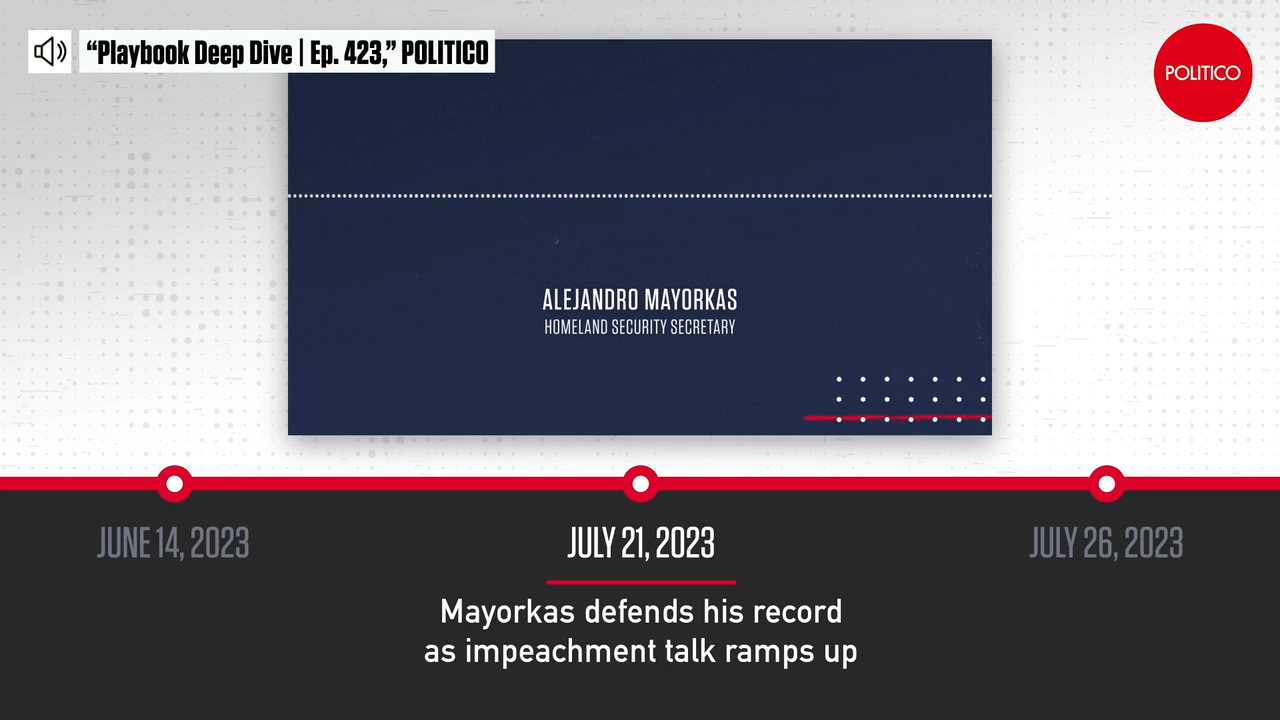 “Playbook Deep Dive | Ep. 423,” POLITICO
POLITICO
ALEJANDRO MAYORKAS
HOMELAND SECURITY SECRETARY
JUNE 14, 2023
JULY 21, 2023
JULY 26, 2023
Mayorkas defends his record
as impeachment talk ramps up